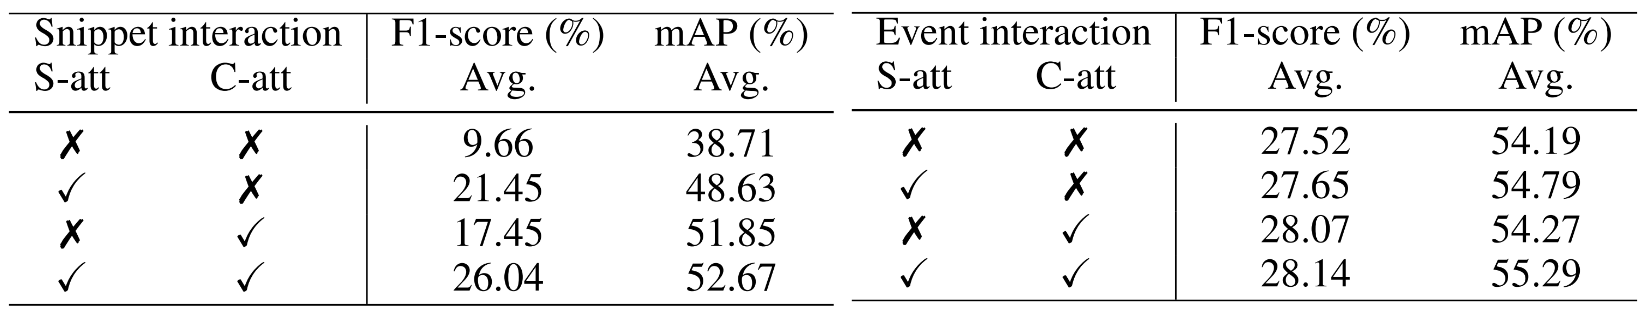 Snippet interaction F1-score (%) mAP (%)
S-att C-att Avg. Avg.
✗ ✗ 9.66 38.71
✓ ✗ 21.45 48.63
✗ ✓ 17.45 51.85
✓ ✓ 26.04 52.67
Event interaction F1-score (%) mAP (%)
S-att C-att Avg. Avg.
✗ ✗ 27.52 54.19
✓ ✗ 27.65 54.79
✗ ✓ 28.07 54.27
✓ ✓ 28.14 55.29